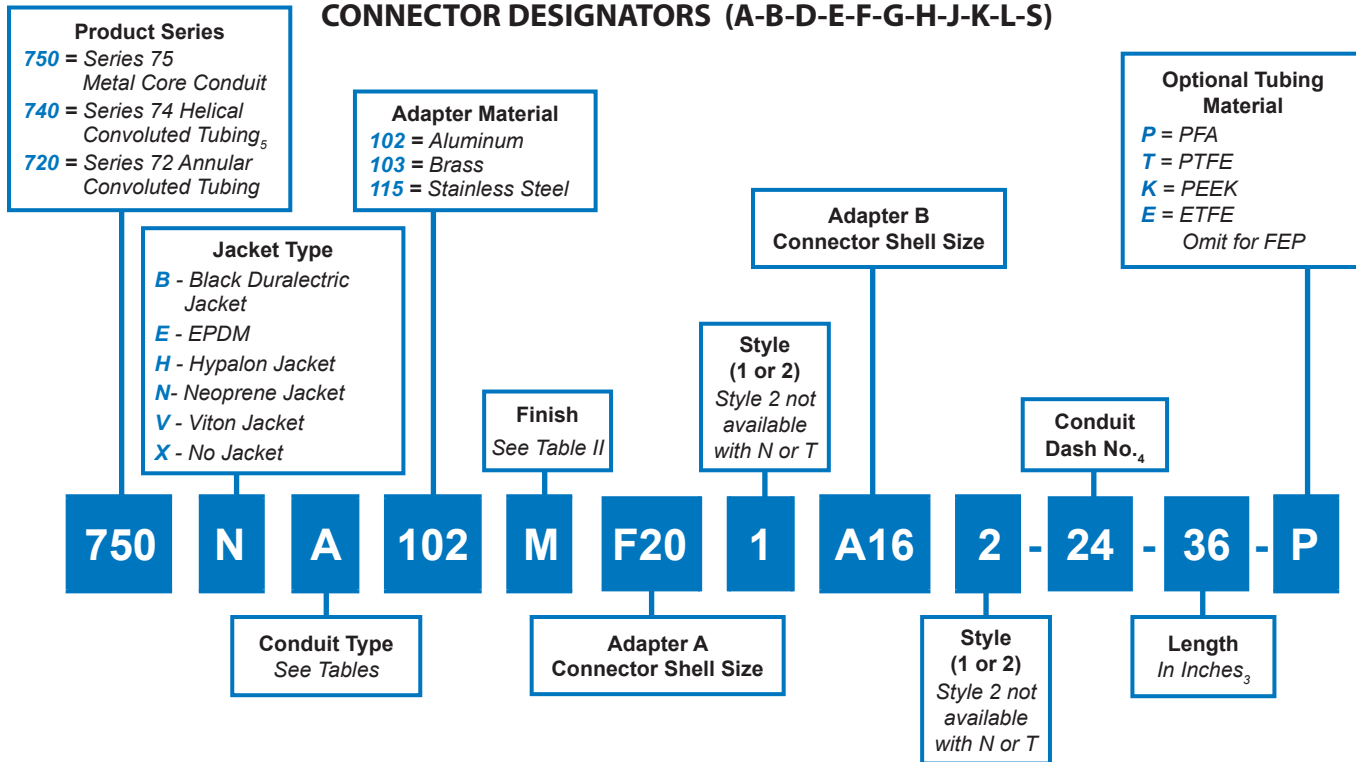 CONNECTOR DESIGNATORS (A-B-D-E-F-G-H-J-K-L-S)
Product Series
750 = Series 75
Metal Core Conduit
740 = Series 74 Helical
Convoluted Tubing5
720 = Series 72 Annular
Convoluted Tubing
Jacket Type
B - Black Duralectric
Jacket
E - EPDM
H - Hypalon Jacket
N- Neoprene Jacket
V - Viton Jacket
X - No Jacket
Adapter Material
102 = Aluminum
103 = Brass
115 = Stainless Steel
Finish
See Table II
Style
(1 or 2)
Style 2 not
available
with N or T
Adapter B
Connector Shell Size
Conduit
Dash No.4
Optional Tubing
Material
P = PFA
T = PTFE
K = PEEK
E = ETFE
Omit for FEP
750 N A 102 M F20 1 A16 2 - 24 - 36 - P
Conduit Type
See Tables
Adapter A
Connector Shell Size
Style
(1 or 2)
Style 2 not
available
with N or T
Length
In Inches3